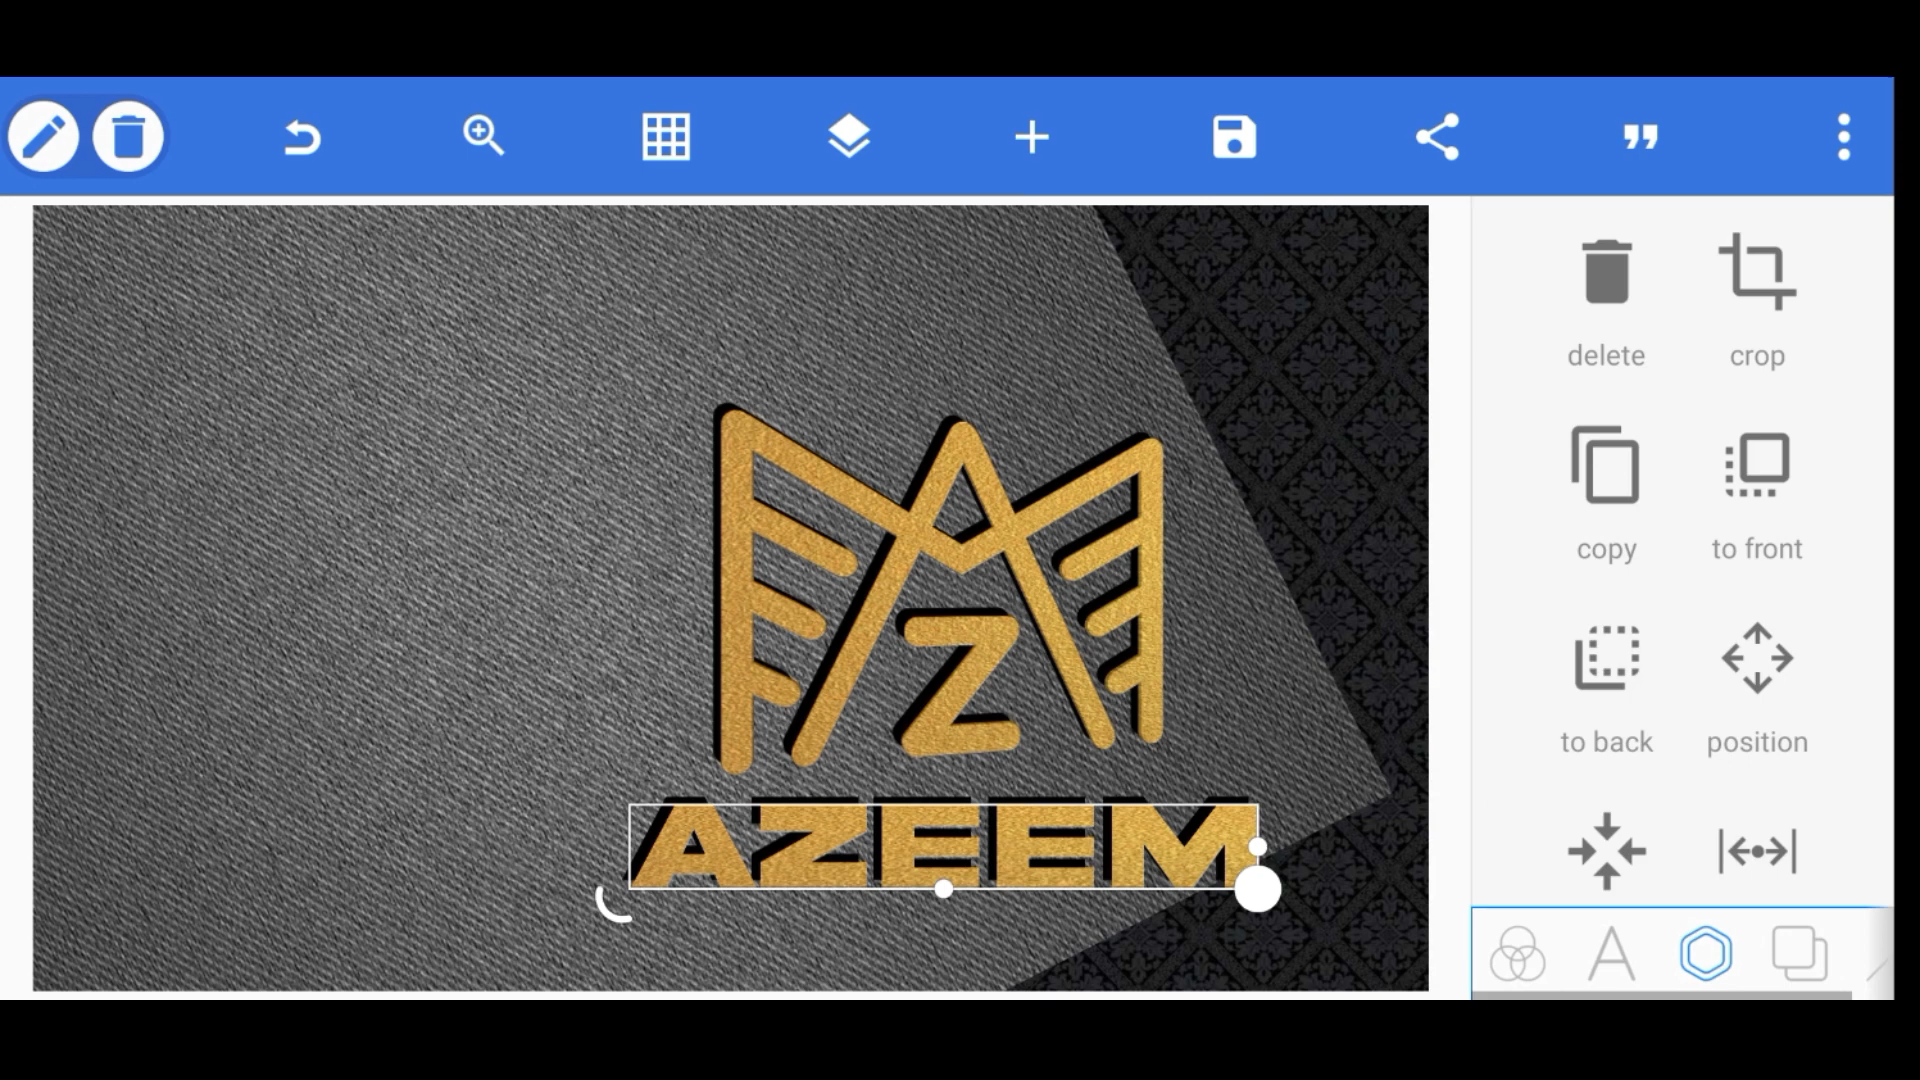 delete
crop
copy
to front
Z
to back
position
AZEEM